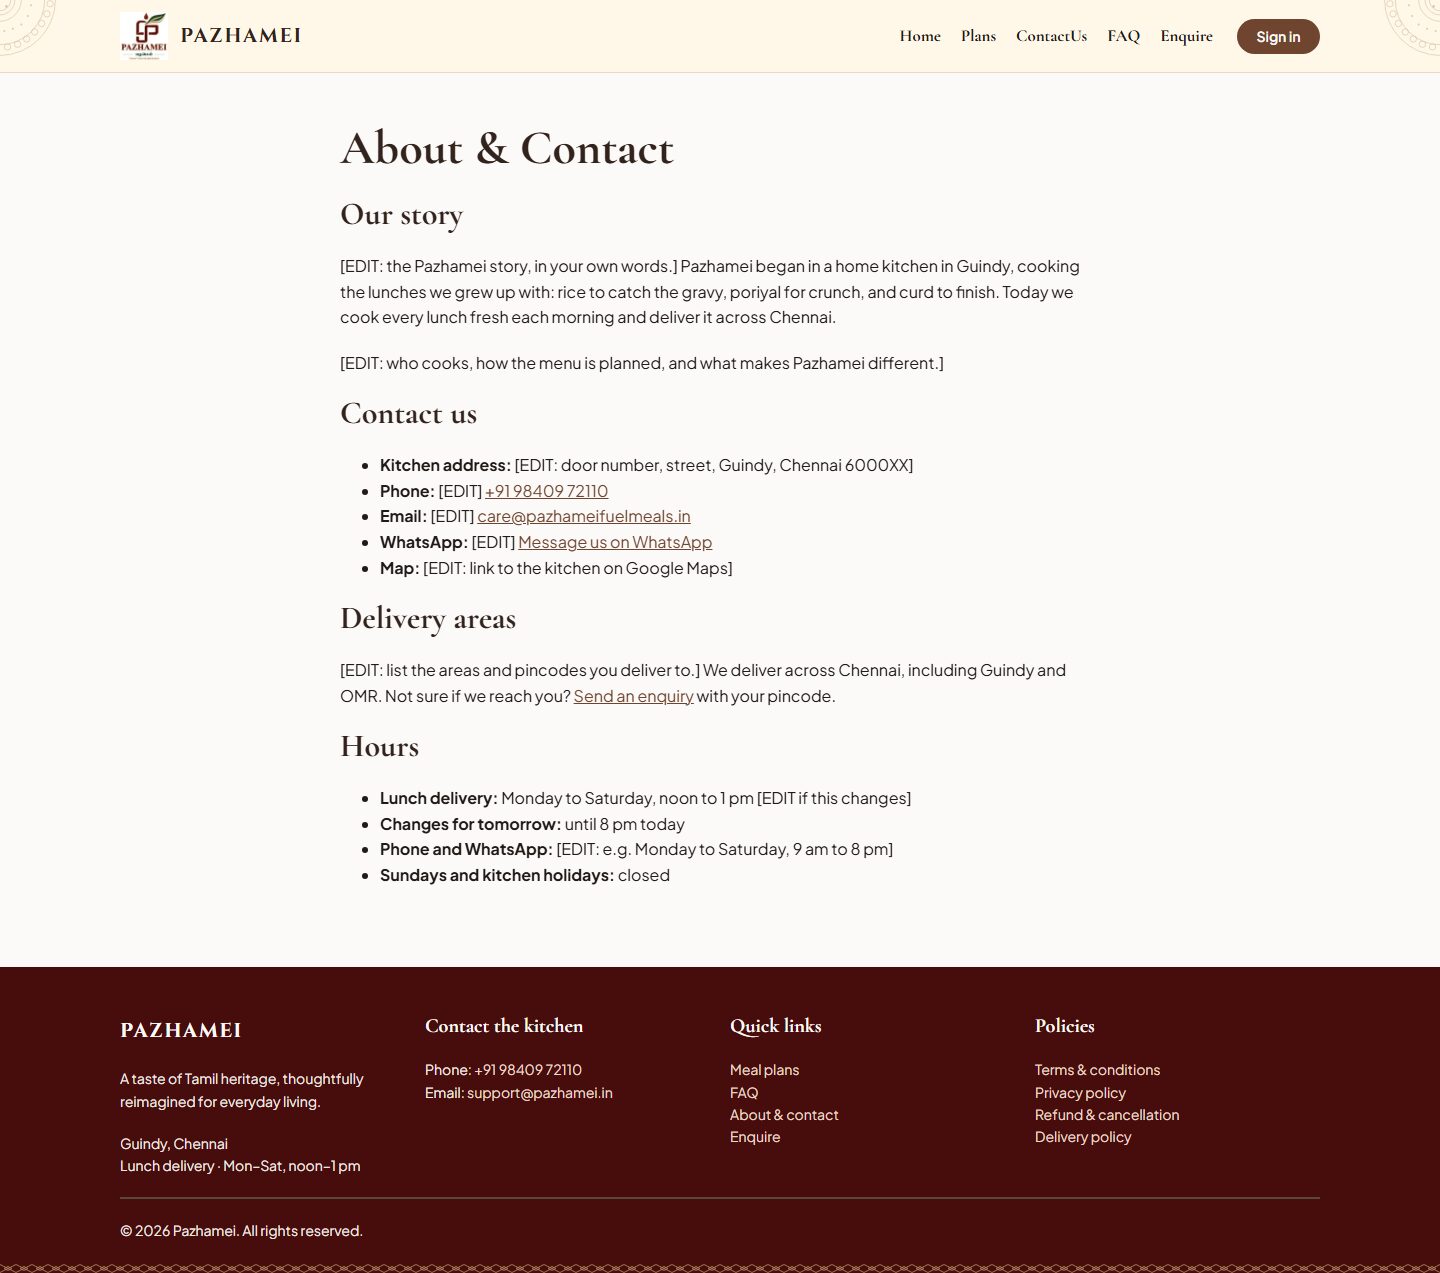 PAZHAMEI
PAZHAMEI
Home Plans ContactUs FAQ Enquire Sign in
About & Contact
Our story
[EDIT: the Pazhamei story, in your own words.] Pazhamei began in a home kitchen in Guindy, cooking
the lunches we grew up with: rice to catch the gravy, poriyal for crunch, and curd to finish. Today we
cook every lunch fresh each morning and deliver it across Chennai.
[EDIT: who cooks, how the menu is planned, and what makes Pazhamei different.]
Contact us
Kitchen address: [EDIT: door number, street, Guindy, Chennai 6000XX]
Phone: [EDIT] +91 98409 72110
Email: [EDIT] care@pazhameifuelmeals.in
WhatsApp: [EDIT] Message us on WhatsApp
Map: [EDIT: link to the kitchen on Google Maps]
Delivery areas
[EDIT: list the areas and pincodes you deliver to.] We deliver across Chennai, including Guindy and
OMR. Not sure if we reach you? Send an enquiry with your pincode.
Hours
Lunch delivery: Monday to Saturday, noon to 1 pm [EDIT if this changes]
Changes for tomorrow: until 8 pm today
Phone and WhatsApp: [EDIT: e.g. Monday to Saturday, 9 am to 8 pm]
Sundays and kitchen holidays: closed
PAZHAMEI
A taste of Tamil heritage, thoughtfully
reimagined for everyday living.
Guindy, Chennai
Lunch delivery · Mon–Sat, noon–1 pm
Contact the kitchen
Phone: +91 98409 72110
Email: support@pazhamei.in
Quick links
Meal plans
FAQ
About & contact
Enquire
Policies
Terms & conditions
Privacy policy
Refund & cancellation
Delivery policy
© 2026 Pazhamei. All rights reserved.